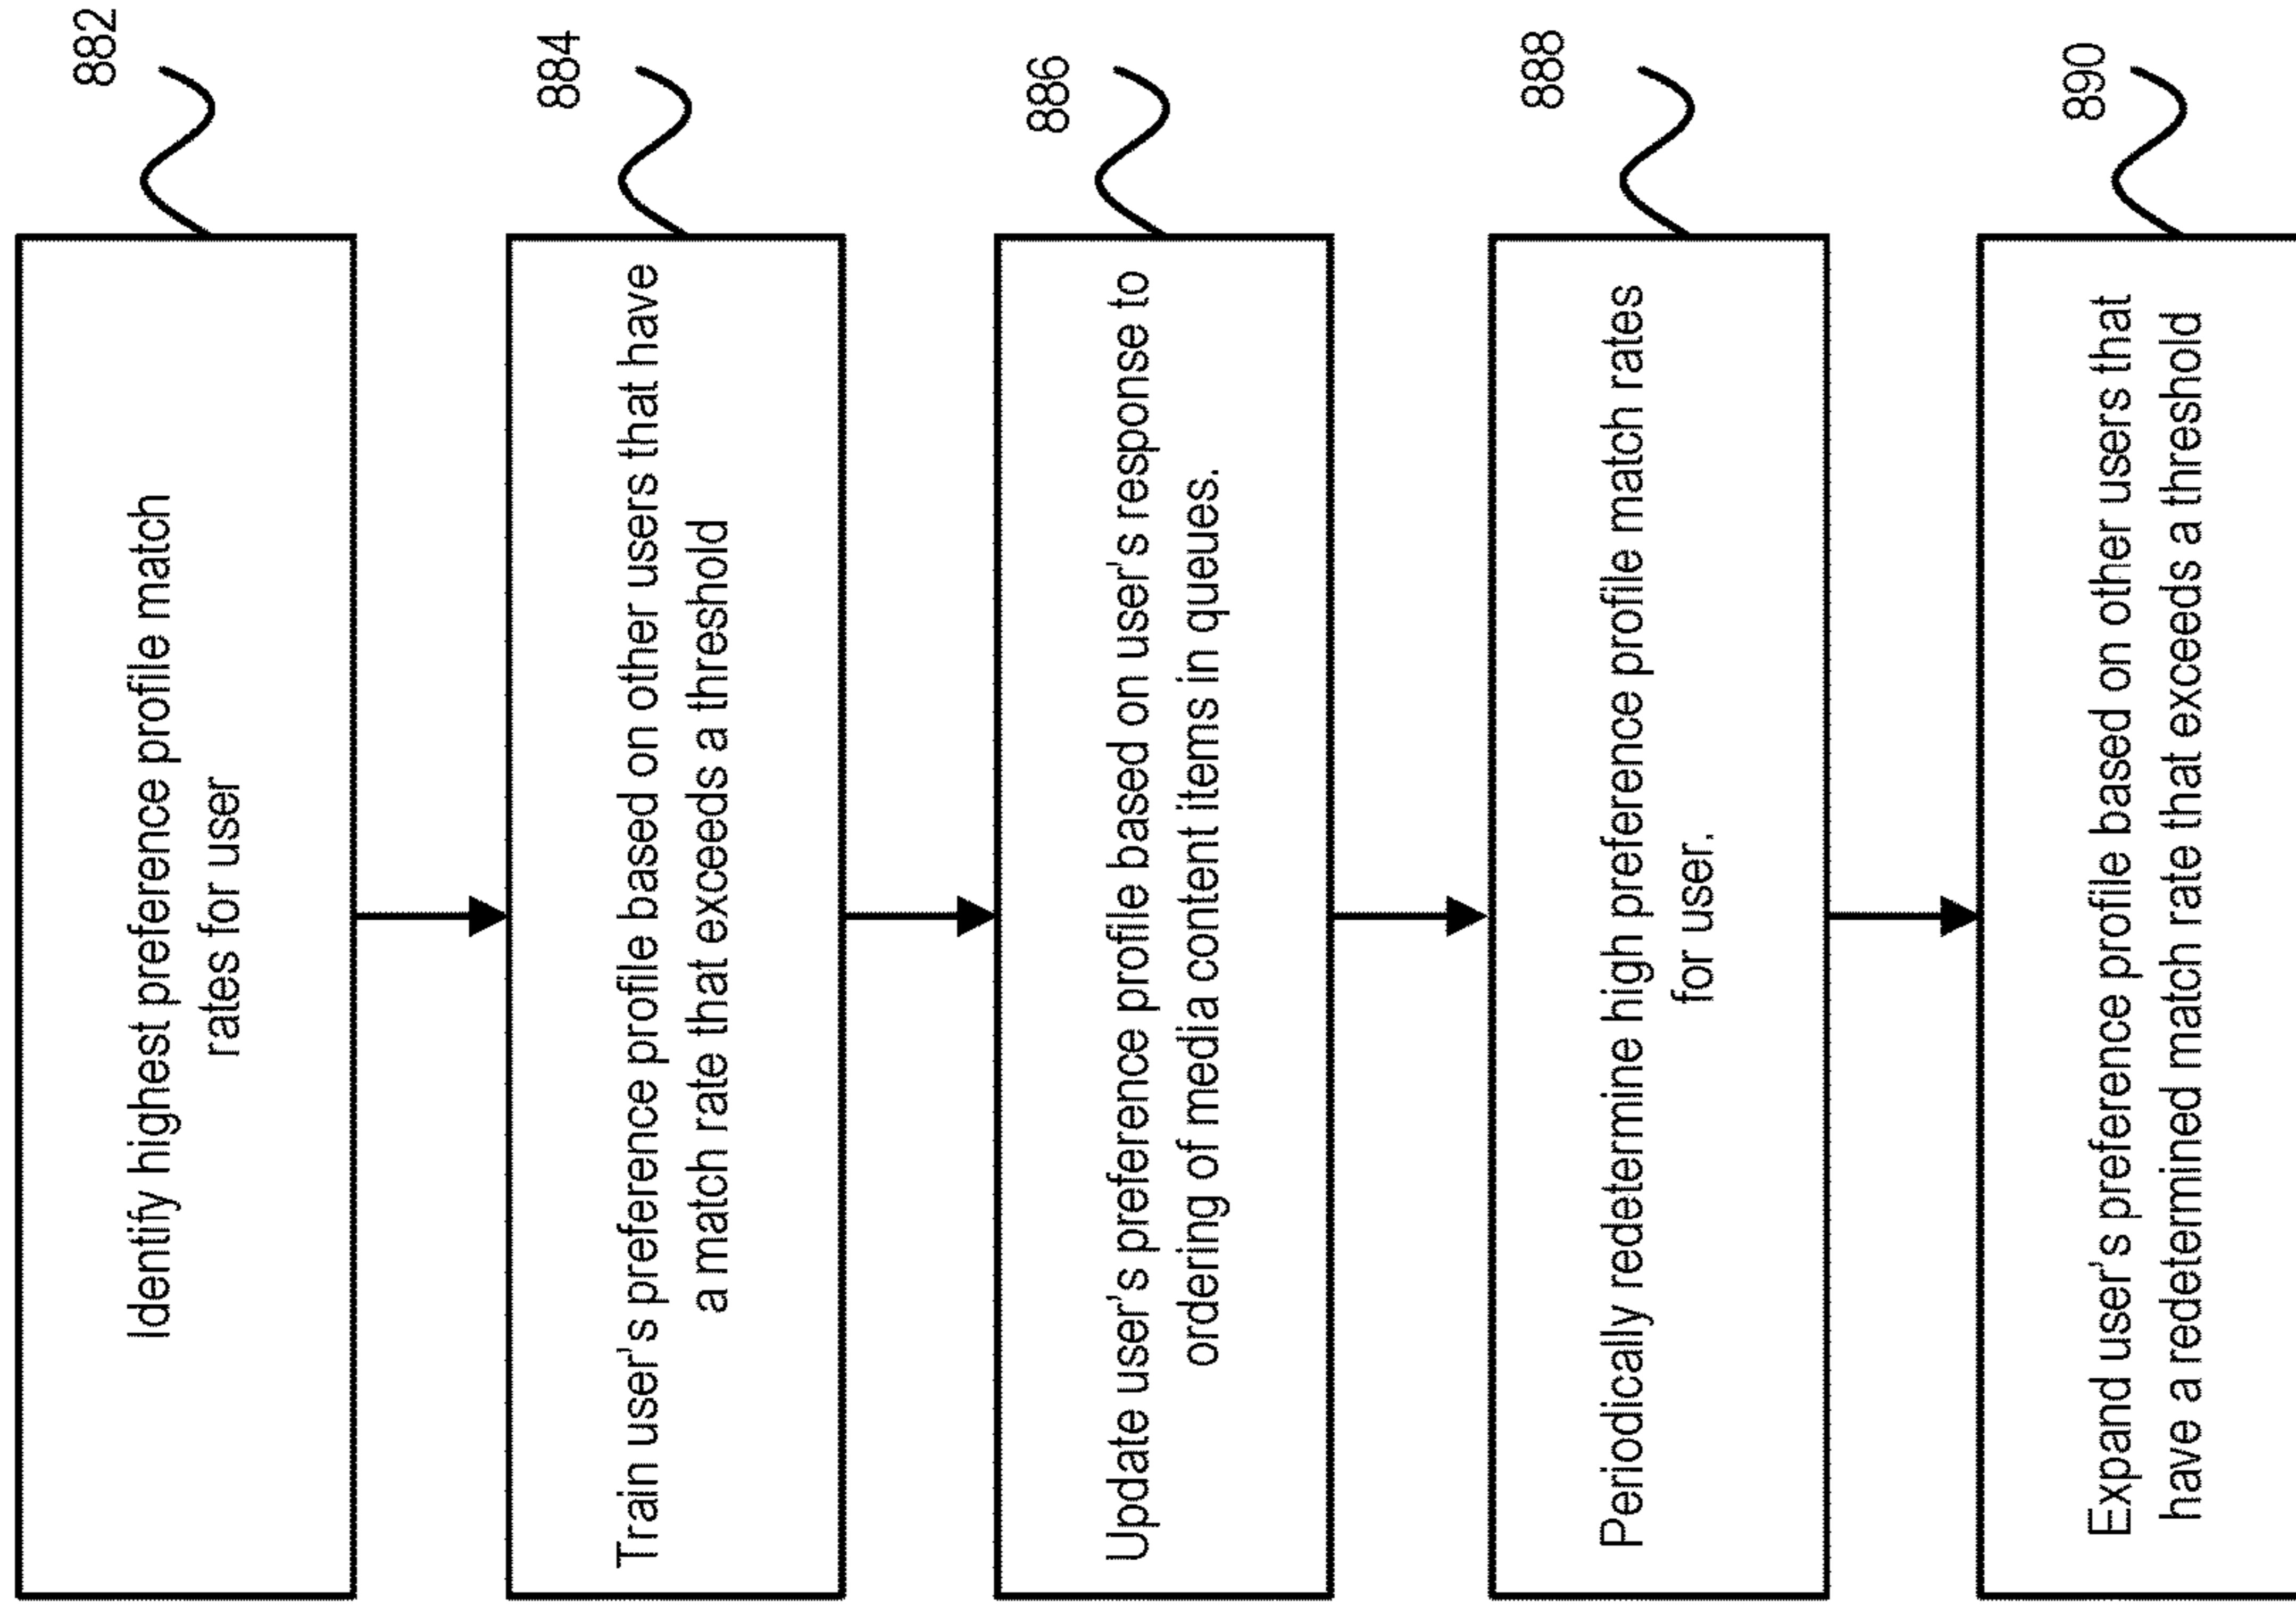 882
Identify highest preference profile match
rates for user
884
Train user's preference profile based on other users that have
a match rate that exceeds a threshold
886
Update user's preference profile based on user's response to
ordering of media content items in queues.
888
Periodically redetermine high preference profile match rates
for user.
890
Expand user's preference profile based on other users that
have a redetermined match rate that exceeds a threshold